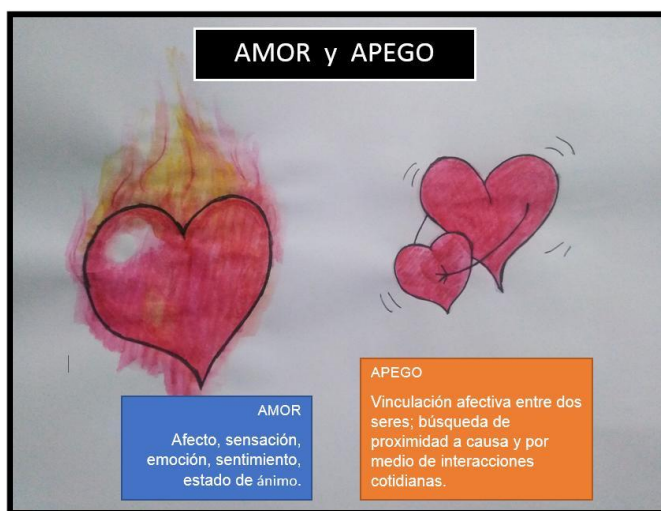 AMOR y APEGO
AMOR
Afecto, sensación,
emoción, sentimiento,
estado de ánimo.
APEGO
Vinculación afectiva entre dos
seres; búsqueda de
proximidad a causa y por
medio de interacciones
cotidianas.